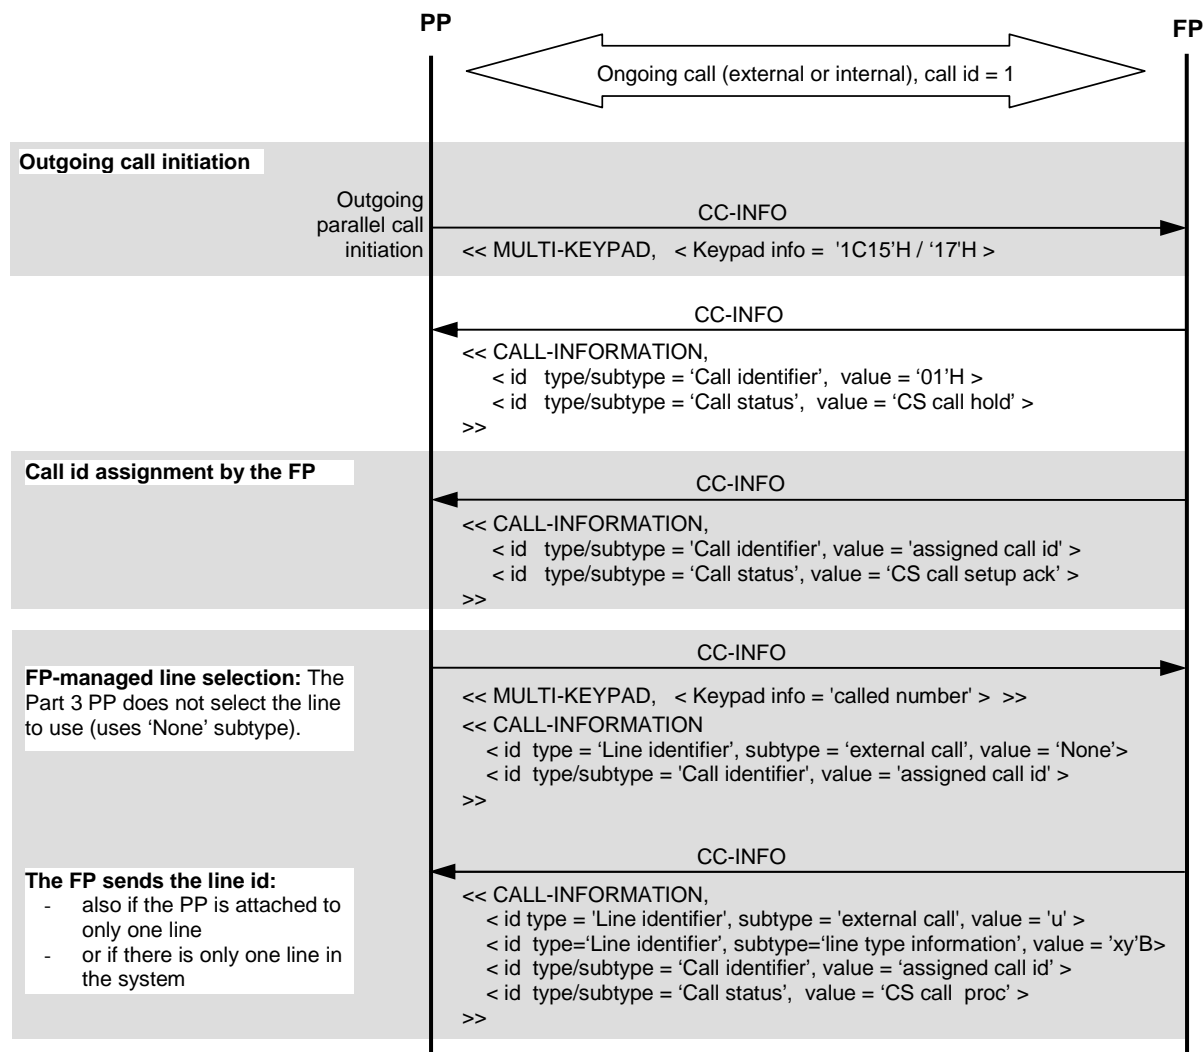 PP
FP
Ongoing call (external or internal), call id = 1
Outgoing call initiation
Outgoing
parallel call
initiation
CC-INFO
<< MULTI-KEYPAD, < Keypad info = '1C15’H / ‘17’H >
CC-INFO
<< CALL-INFORMATION,
< id type/subtype = ‘Call identifier’, value = ‘01’H >
< id type/subtype = ‘Call status’, value = ‘CS call hold’ >
>>
Call id assignment by the FP
CC-INFO
<< CALL-INFORMATION,
< id type/subtype = 'Call identifier', value = 'assigned call id' >
< id type/subtype = ‘Call status’, value = ‘CS call setup ack’ >
>>
FP-managed line selection: The
Part 3 PP does not select the line
to use (uses ‘None’ subtype).
CC-INFO
<< MULTI-KEYPAD, < Keypad info = 'called number' > >>
<< CALL-INFORMATION
< id type = ‘Line identifier’, subtype = ‘external call’, value = ‘None’>
< id type/subtype = 'Call identifier', value = 'assigned call id' >
>>
The FP sends the line id:
- also if the PP is attached to
only one line
- or if there is only one line in
the system
CC-INFO
<< CALL-INFORMATION,
< id type = 'Line identifier', subtype = 'external call', value = 'u' >
< id type=‘Line identifier’, subtype=‘line type information’, value = ’xy’B>
< id type/subtype = ‘Call identifier’, value = ‘assigned call id’ >
< id type/subtype = ‘Call status’, value = ‘CS call proc’ >
>>